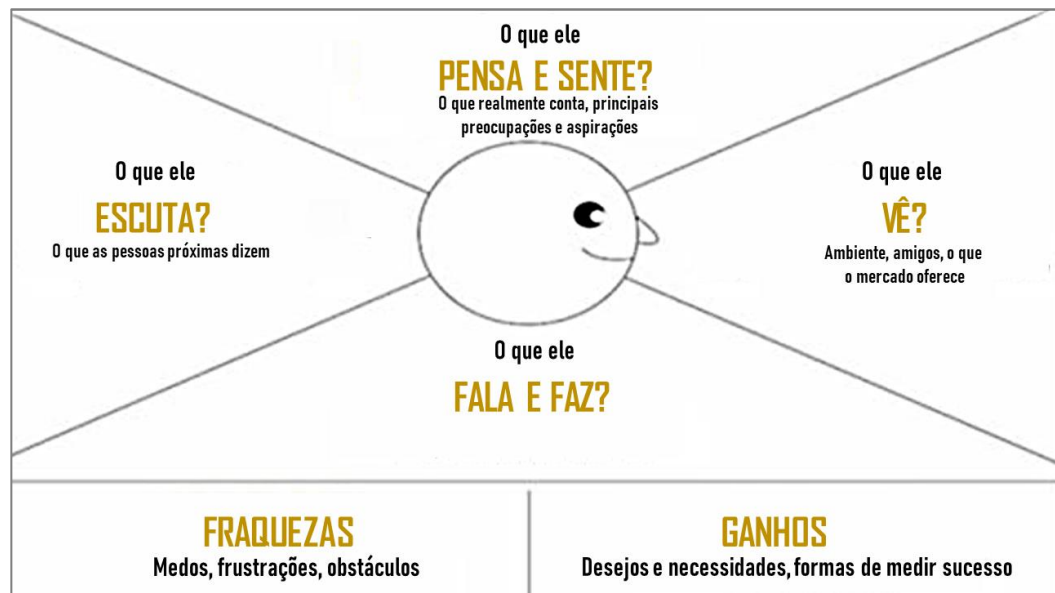 O que ele
PENSA E SENTE?
O que realmente conta, principais
preocupações e aspirações
O que ele
ESCUTA?
O que as pessoas próximas dizem
O que ele
VÊ?
Ambiente, amigos, o que
o mercado oferece
O que ele
FALA E FAZ?
FRAQUEZAS
Medos, frustrações, obstáculos
GANHOS
Desejos e necessidades, formas de medir sucesso